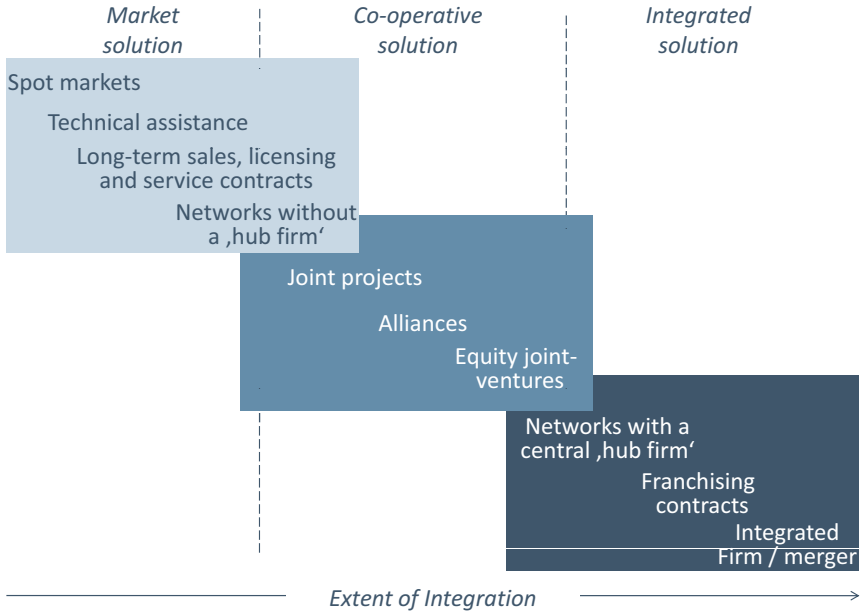 Market
solution
Co-operative
solution
Integrated
solution
Spot markets
Technical assistance
Long-term sales, licensing
and service contracts
Networks without
a ‚hub firm‘
Joint projects
Alliances
Equity joint-
ventures
Networks with a
central ‚hub firm‘
Franchising
contracts
Integrated
Firm / merger
Extent of Integration